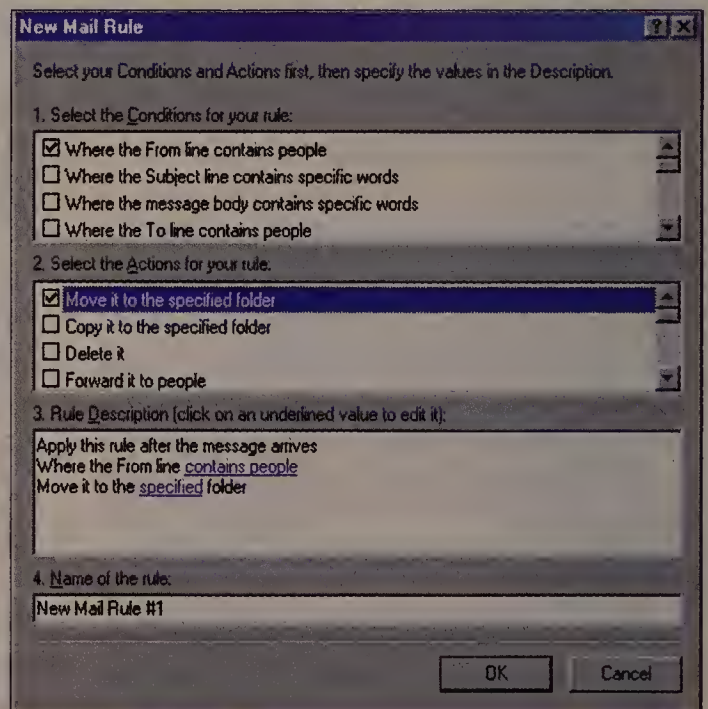 New Mail Rule
Select your Conditions and Actions first, then specify the values in the Description.
1. Select the Conditions for your rule:
Where the From line contains people
Where the Subject line contains specific words
Where the message body contains specific words
Where the To line contains people
2. Select the Actions for your rule:
Move it to the specified folder
Copy it to the specified folder
Delete it
Forward it to people
3. Rule Description (click on an underlined value to edit it):
Apply this rule after the message arrives
Where the From line contains people
Move it to the specified folder
4. Name of the rule:
New Mail Rule #1
OK Cancel